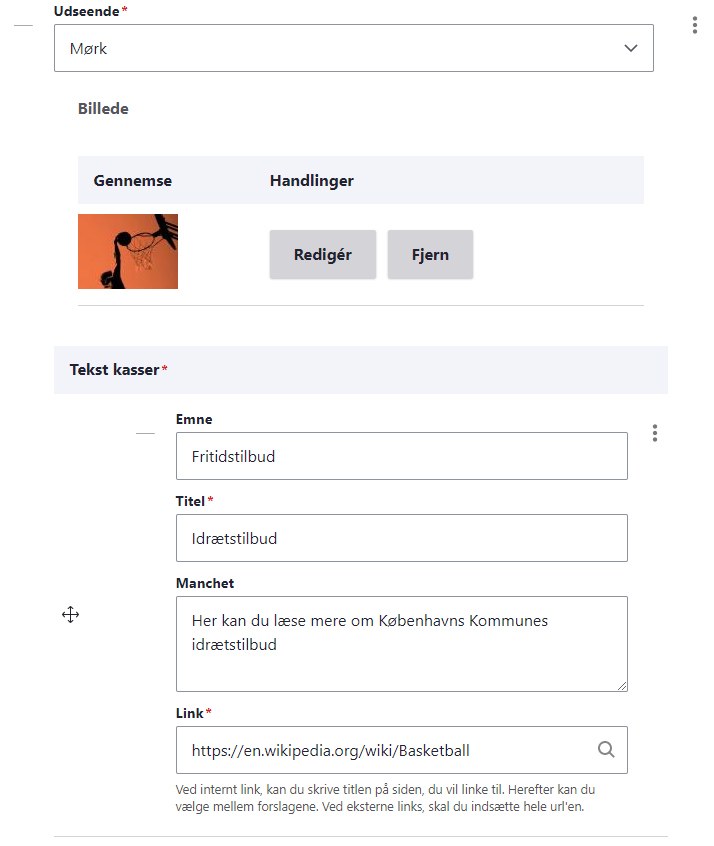 Udseende*
Mørk
Billede
Gennemse Handlinger
Redigér Fjern
Tekst kasser*
Emne
Fritidstilbud
Titel*
Idrætstilbud
Manchet
Her kan du læse mere om Københavns Kommunes
idrætstilbud
Link*
https://en.wikipedia.org/wiki/Basketball
Ved internt link, kan du skrive titlen på siden, du vil linke til. Herefter kan du
vælge mellem forslagene. Ved eksterne links, skal du indsætte hele url'en.